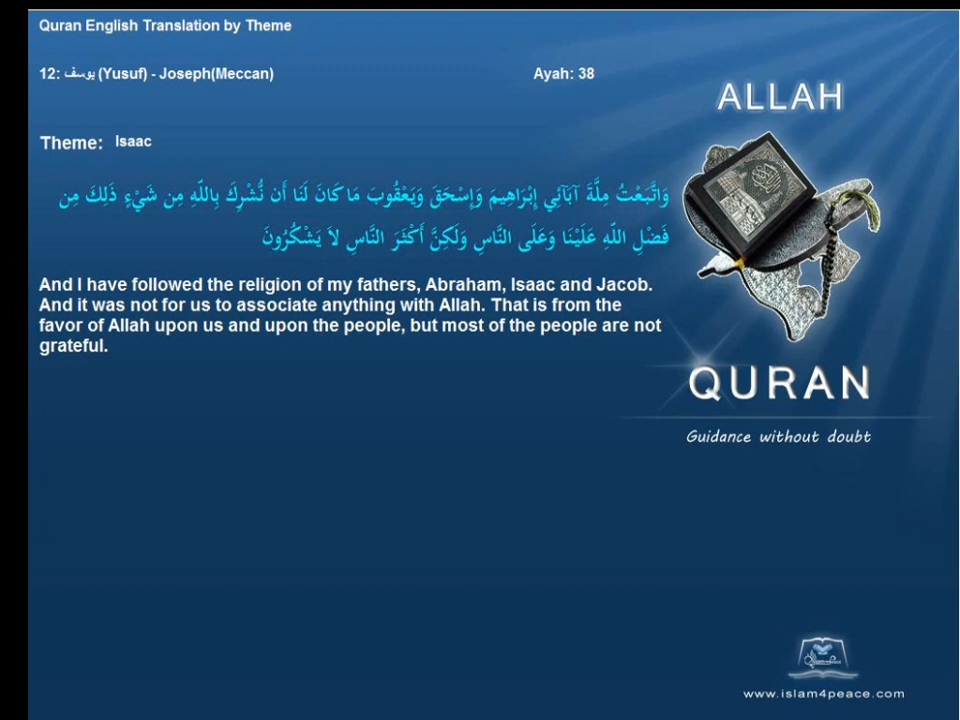 Quran English Translation by Theme
12: يوسف (Yusuf) - Joseph(Meccan)
Ayah: 38
Theme: Isaac
وَاتَّبَعْتُ مِلَّةَ آبَآئِي إِبْرَاهِيمَ وَإِسْحَقَ وَيَعْقُوبَ مَا كَانَ لَنَا أَن نُّشْرِكَ بِاللّهِ مِن شَيْءٍ ذَلِكَ مِن
فَضْلِ اللّهِ عَلَيْنَا وَعَلَى النَّاسِ وَلَكِنَّ أَكْثَرَ النَّاسِ لاَ يَشْكُرُونَ
And I have followed the religion of my fathers, Abraham, Isaac and Jacob.
And it was not for us to associate anything with Allah. That is from the
favor of Allah upon us and upon the people, but most of the people are not
grateful.
ALLAH
QURAN
Guidance without doubt
www.islam4peace.com